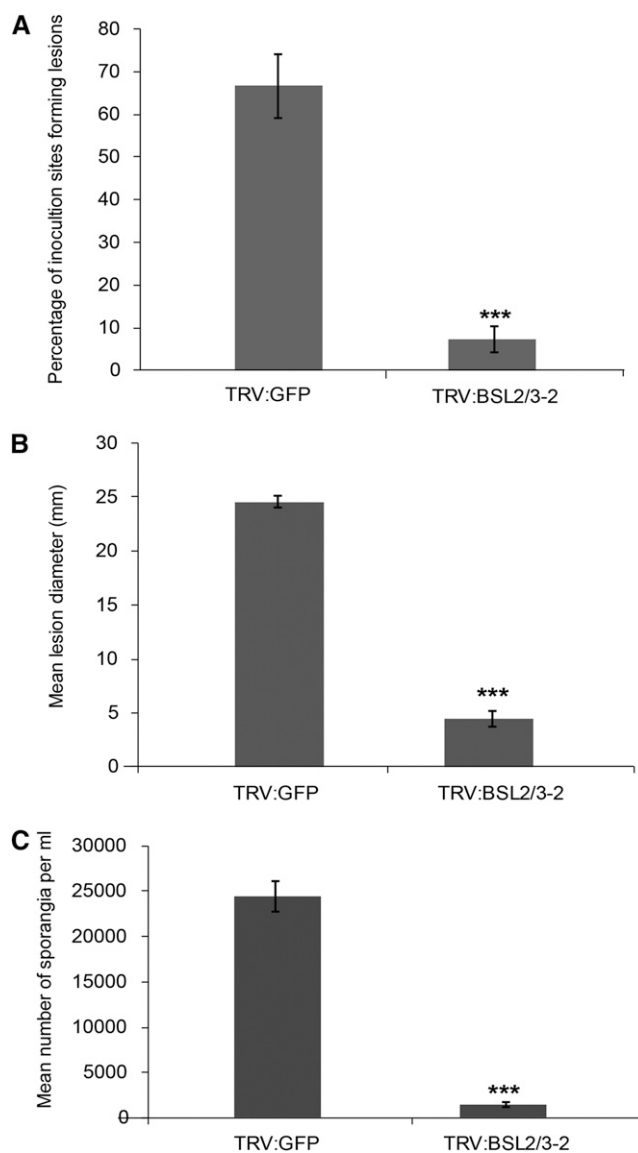 A
Percentage of inocultion sites forming lesions
80
70
60
50
40
30
20
10
0
***
TRV:GFP
TRV:BSL2/3-2
B
Mean lesion diameter (mm)
30
25
20
15
10
5
0
***
TRV:GFP
TRV:BSL2/3-2
C
Mean number of sporangia per ml
30000
25000
20000
15000
10000
5000
0
***
TRV:GFP
TRV:BSL2/3-2